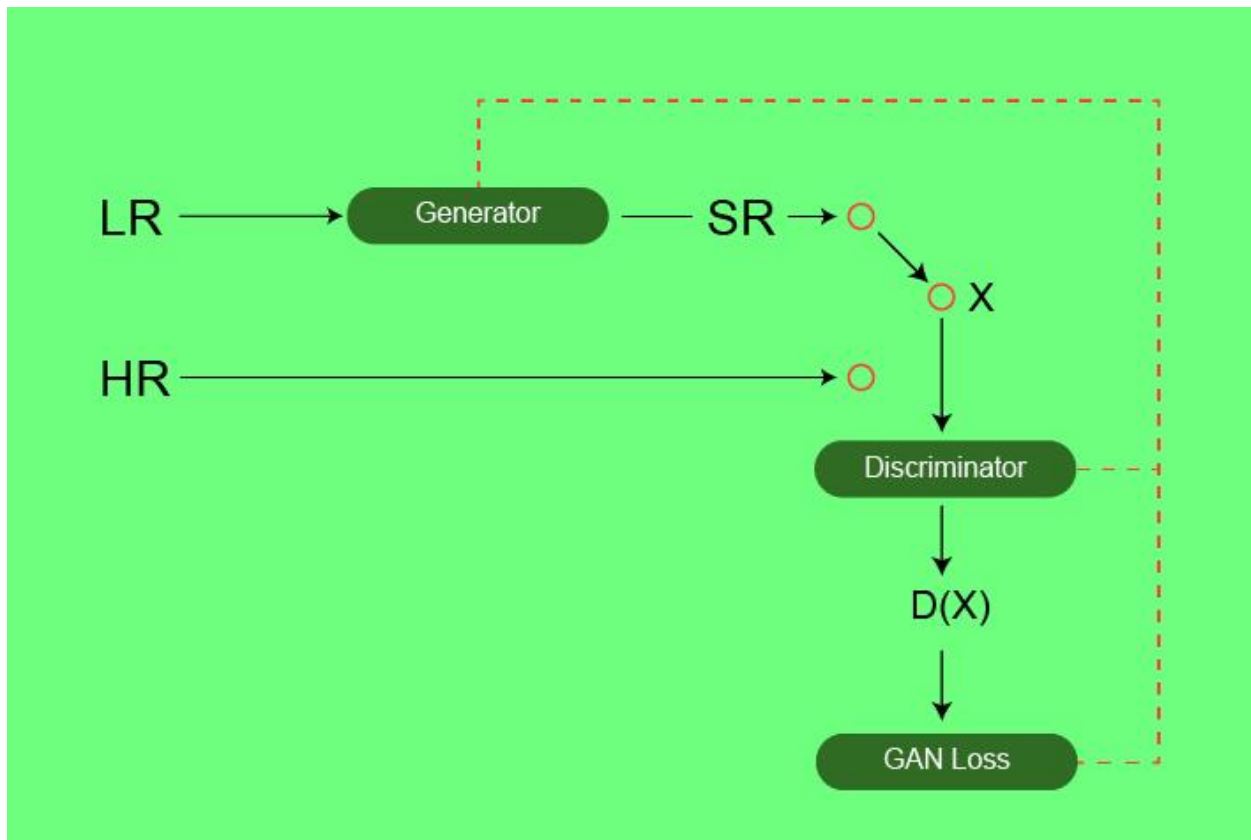 LR
Generator
SR
X
HR
Discriminator
D(X)
GAN Loss